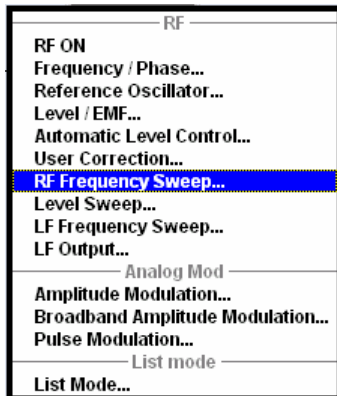 RF
RF ON
Frequency / Phase...
Reference Oscillator...
Level / EMF...
Automatic Level Control...
User Correction...
RF Frequency Sweep...
Level Sweep...
LF Frequency Sweep...
LF Output...
Analog Mod
Amplitude Modulation...
Broadband Amplitude Modulation...
Pulse Modulation...
List mode
List Mode...